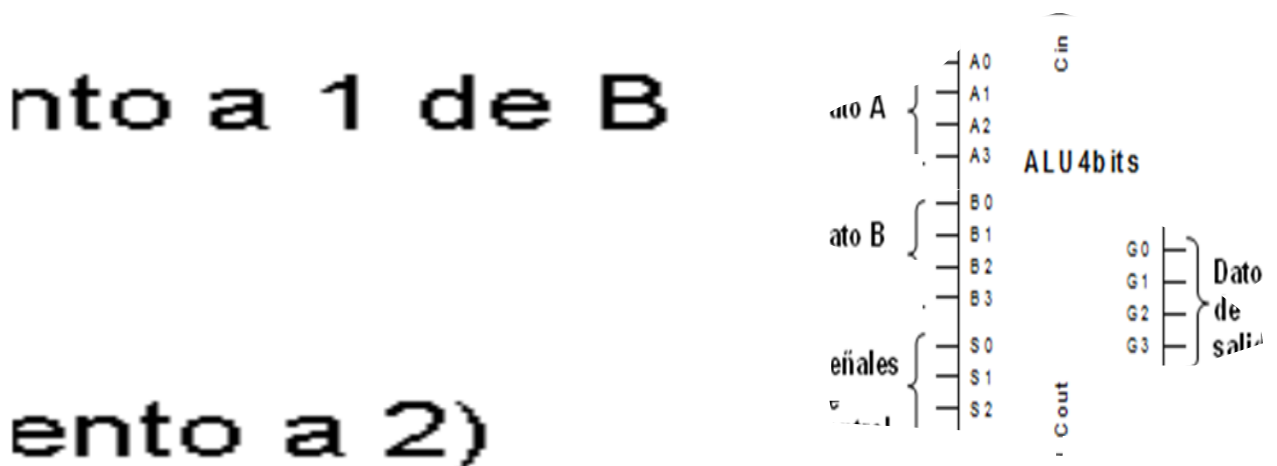 nto a 1 de B
ento a 2)
Cin
A0
A1
ato A
A2
A3
ALU4bits
B0
ato B
B1
B2
B3
G0
G1
G2
G3
Dato
de
S0
eñales
S1
S2
Cout